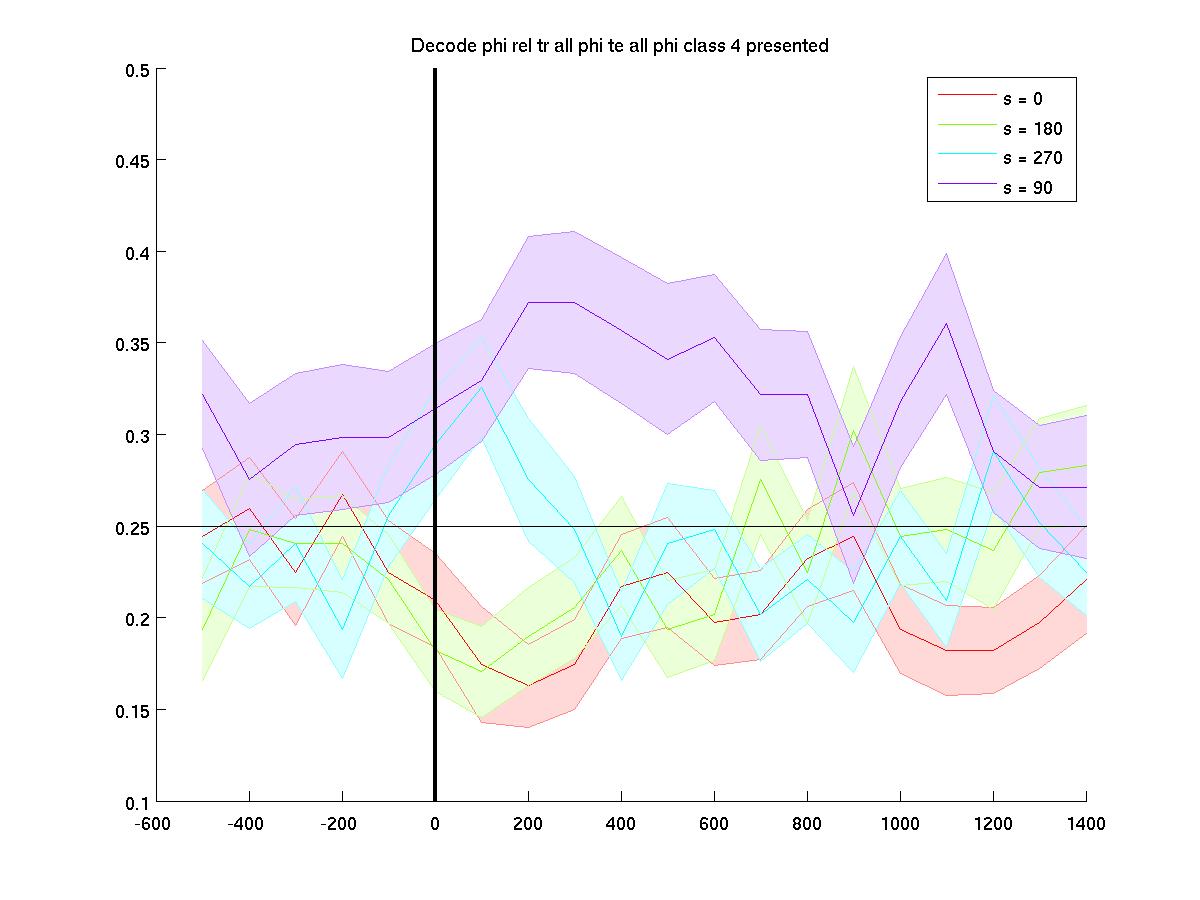 Decode phi rel tr all phi te all phi class 4 presented
0.5
0.45
0.4
0.35
0.3
0.25
0.2
0.15
0.1
s = 0
s = 180
s = 270
s = 90
-600 -400 -200 0 200 400 600 800 1000 1200 1400